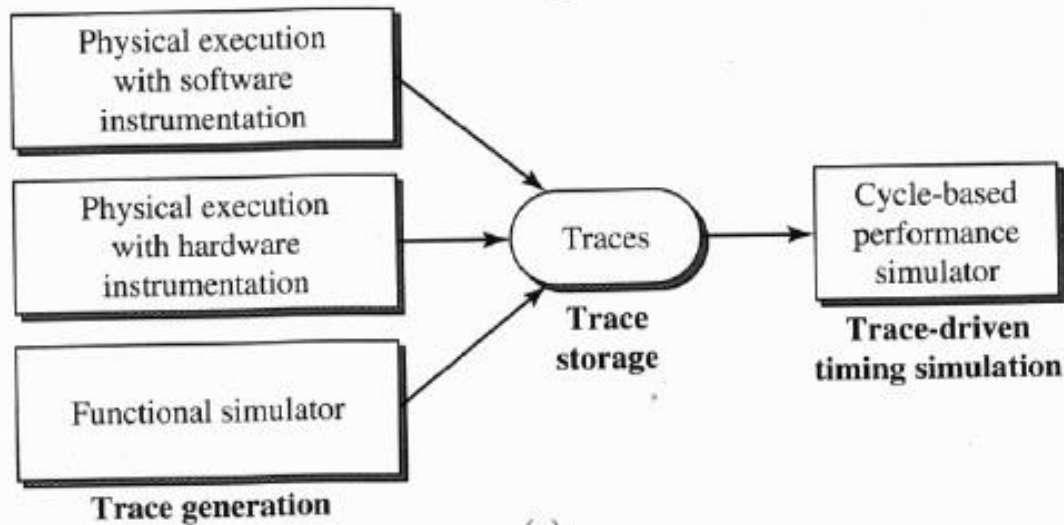 Physical execution
with software
instrumentation
Physical execution
with hardware
instrumentation
Functional simulator
Trace generation
Traces
Trace
storage
Cycle-based
performance
simulator
Trace-driven
timing simulation